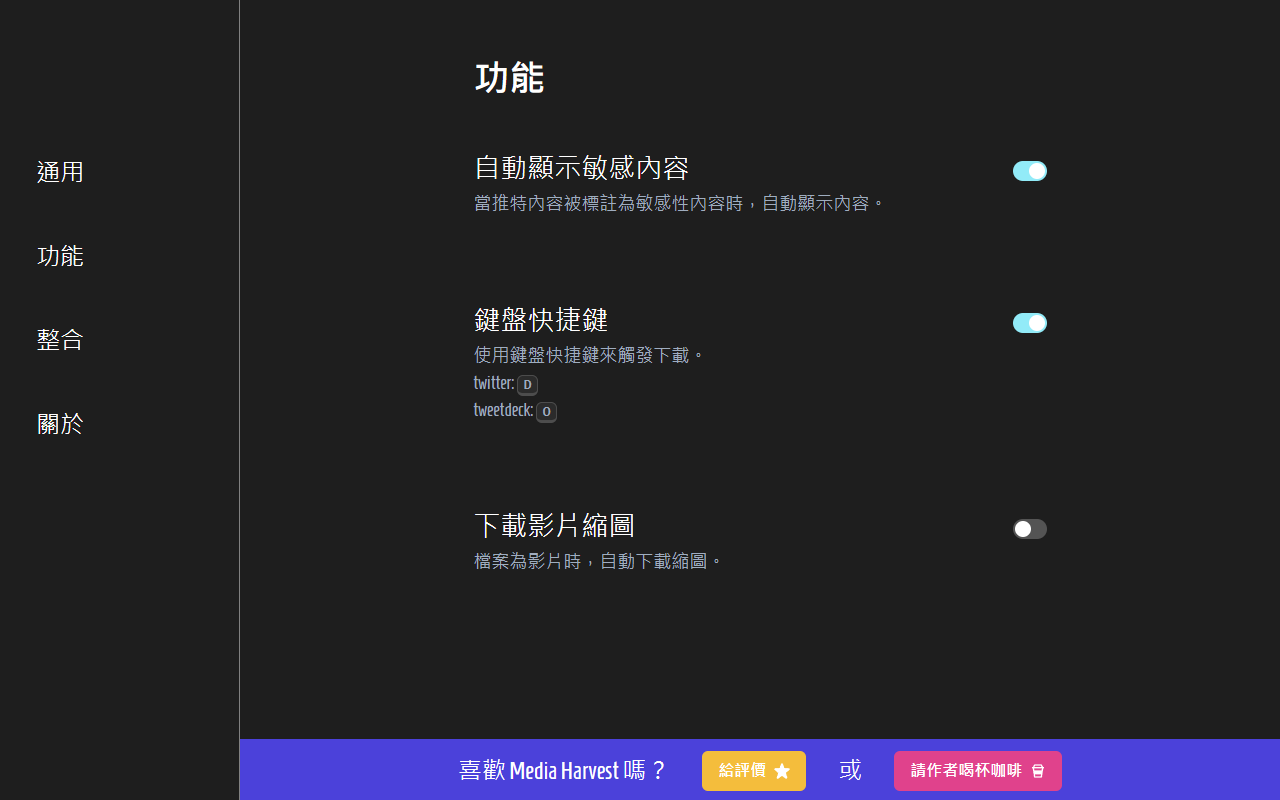 通用
功能
整合
關於
功能
自動顯示敏感內容
當推特內容被標註為敏感性內容時，自動顯示內容。
鍵盤快捷鍵
使用鍵盤快捷鍵來觸發下載。
twitter: D
tweetdeck: O
下載影片縮圖
檔案為影片時，自動下載縮圖。
喜歡 Media Harvest 嗎？ 給評價 或 請作者喝杯咖啡